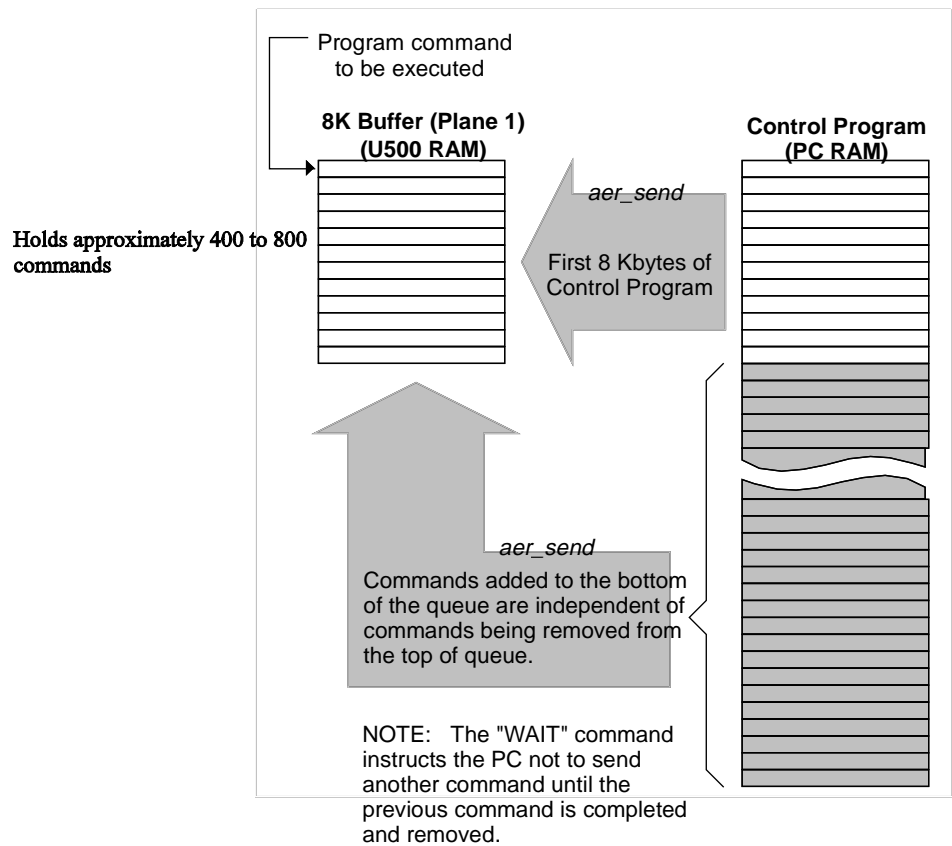 Program command
to be executed
8K Buffer (Plane 1)
(U500 RAM)
Control Program
(PC RAM)
Holds approximately 400 to 800
commands
aer_send
First 8 Kbytes of
Control Program
aer_send
Commands added to the bottom
of the queue are independent of
commands being removed from
the top of queue.
NOTE: The "WAIT" command
instructs the PC not to send
another command until the
previous command is completed
and removed.